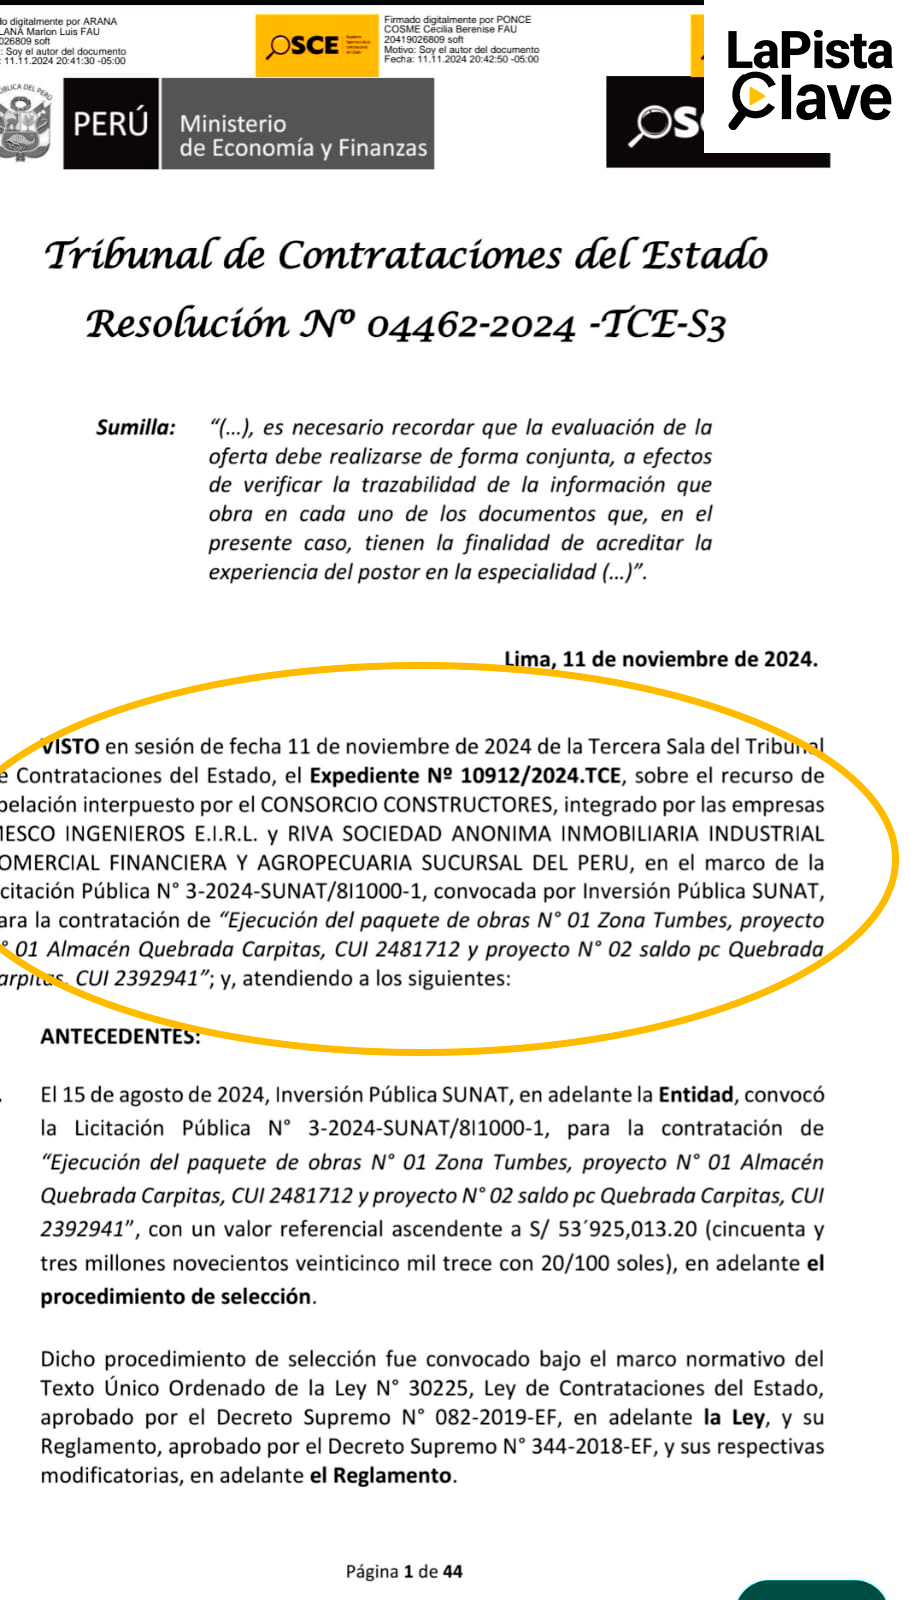 do digitalmente por ARANA
LANA Marlon Luis FAU
026809 soft
: Soy el autor del documento
: 11.11.2024 20:41:30 -05:00
OSCE
Firmado digitalmente por PONCE
COSME Cecilia Berenise FAU
20419026809 soft
Motivo: Soy el autor del documento
Fecha: 11.11.2024 20:42:50 -05:00
LaPista
Clave
PERÚ
Ministerio
de Economía y Finanzas
OS
Tribunal de Contrataciones del Estado
Resolución Nº 04462-2024 -TCE-S3
Sumilla: “(...), es necesario recordar que la evaluación de la
oferta debe realizarse de forma conjunta, a efectos
de verificar la trazabilidad de la información que
obra en cada uno de los documentos que, en el
presente caso, tienen la finalidad de acreditar la
experiencia del postor en la especialidad (...)”.
Lima, 11 de noviembre de 2024.
VISTO en sesión de fecha 11 de noviembre de 2024 de la Tercera Sala del Tribunal
e Contrataciones del Estado, el Expediente Nº 10912/2024.TCE, sobre el recurso de
pelación interpuesto por el CONSORCIO CONSTRUCTORES, integrado por las empresas
MESCO INGENIEROS E.I.R.L. y RIVA SOCIEDAD ANONIMA INMOBILIARIA INDUSTRIAL
OMERCIAL FINANCIERA Y AGROPECUARIA SUCURSAL DEL PERU, en el marco de la
icitación Pública N° 3-2024-SUNAT/8I1000-1, convocada por Inversión Pública SUNAT,
ara la contratación de “Ejecución del paquete de obras N° 01 Zona Tumbes, proyecto
° 01 Almacén Quebrada Carpitas, CUI 2481712 y proyecto N° 02 saldo pc Quebrada
arpitas, CUI 2392941”; y, atendiendo a los siguientes:
ANTECEDENTES:
. El 15 de agosto de 2024, Inversión Pública SUNAT, en adelante la Entidad, convocó
la Licitación Pública N° 3-2024-SUNAT/8I1000-1, para la contratación de
“Ejecución del paquete de obras N° 01 Zona Tumbes, proyecto N° 01 Almacén
Quebrada Carpitas, CUI 2481712 y proyecto N° 02 saldo pc Quebrada Carpitas, CUI
2392941”, con un valor referencial ascendente a S/ 53´925,013.20 (cincuenta y
tres millones novecientos veinticinco mil trece con 20/100 soles), en adelante el
procedimiento de selección.
Dicho procedimiento de selección fue convocado bajo el marco normativo del
Texto Único Ordenado de la Ley N° 30225, Ley de Contrataciones del Estado,
aprobado por el Decreto Supremo N° 082-2019-EF, en adelante la Ley, y su
Reglamento, aprobado por el Decreto Supremo N° 344-2018-EF, y sus respectivas
modificatorias, en adelante el Reglamento.
Página 1 de 44